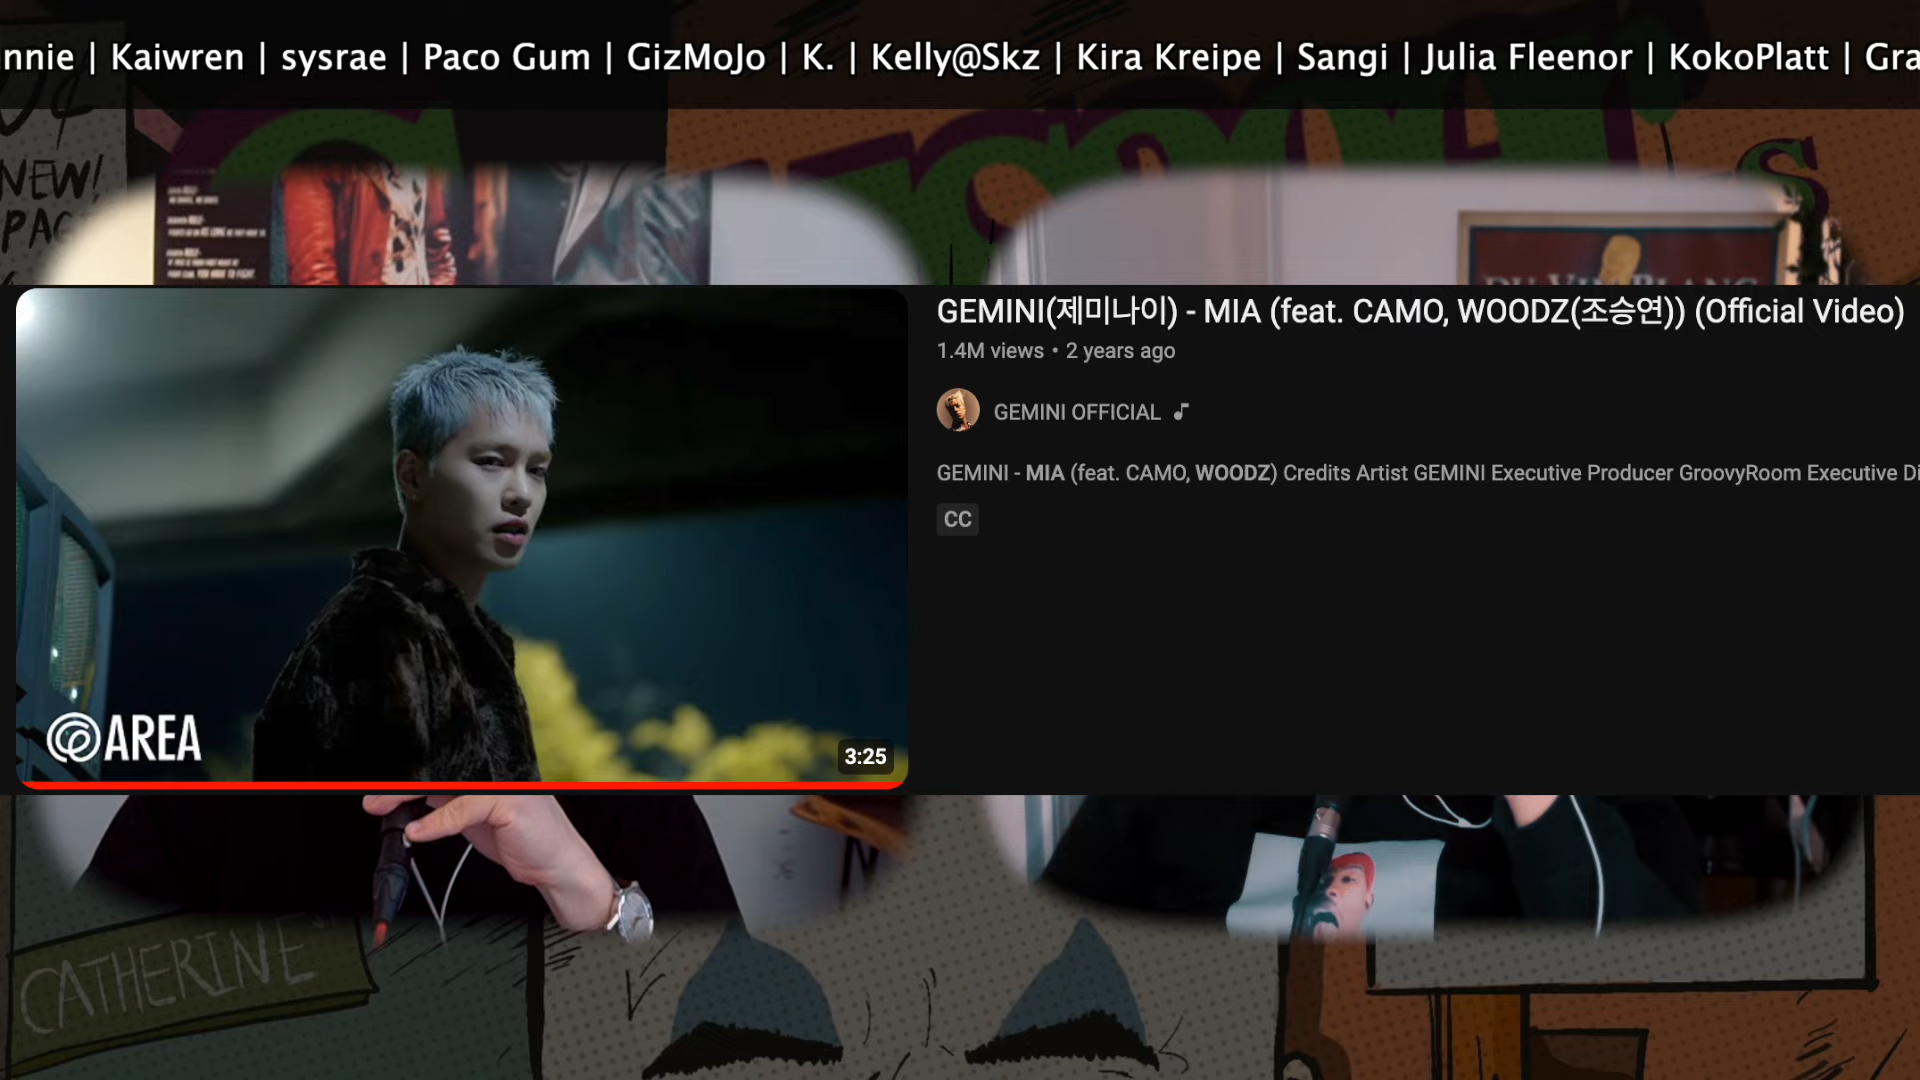 nnie | Kaiwren | sysrae | Paco Gum | GizMoJo | K. | Kelly@Skz | Kira Kreipe | Sangi | Julia Fleenor | KokoPlatt | Gra
NEW!
S
GEMINI(제미나이) - MIA (feat. CAMO, WOODZ(조승연)) (Official Video)
1.4M views • 2 years ago
GEMINI OFFICIAL
GEMINI - MIA (feat. CAMO, WOODZ) Credits Artist GEMINI Executive Producer GroovyRoom Executive Di
CC
@AREA
3:25
CATHERINE